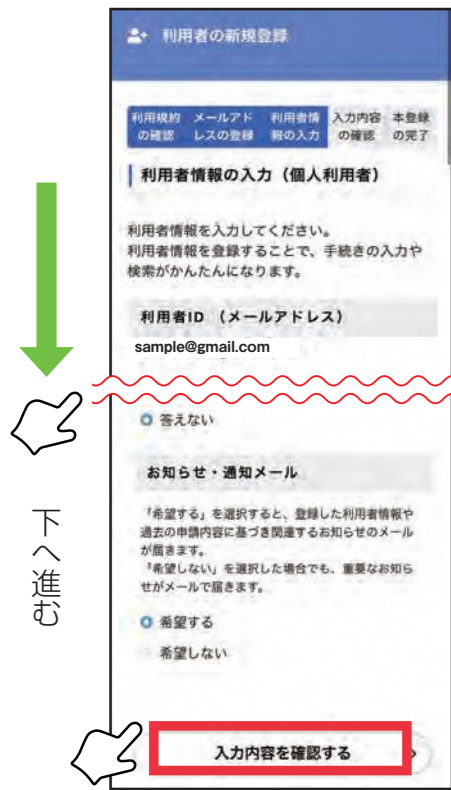 利用者の新規登録
利用規約 メールアド 利用者情 入力内容 本登録
の確認 レスの登録 報の入力 の確認 の完了
利用者情報の入力（個人利用者）
利用者情報を入力してください。
利用者情報を登録することで、手続きの入力や
検索がかんたんになります。
利用者ID （メールアドレス）
sample@gmail.com
答えない
お知らせ・通知メール
「希望する」を選択すると、登録した利用者情報や
過去の申請内容に基づき関連するお知らせのメール
が届きます。
「希望しない」を選択した場合でも、重要なお知ら
せがメールで届きます。
希望する
希望しない
入力内容を確認する
下へ進む